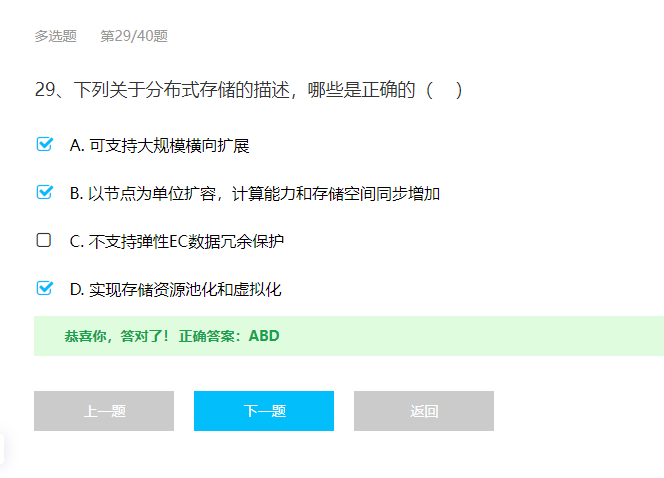 多选题 第29/40题
29、下列关于分布式存储的描述，哪些是正确的（ ）
A. 可支持大规模横向扩展
B. 以节点为单位扩容，计算能力和存储空间同步增加
C. 不支持弹性EC数据冗余保护
D. 实现存储资源池化和虚拟化
恭喜你，答对了！ 正确答案：ABD
上一题 下一题 返回